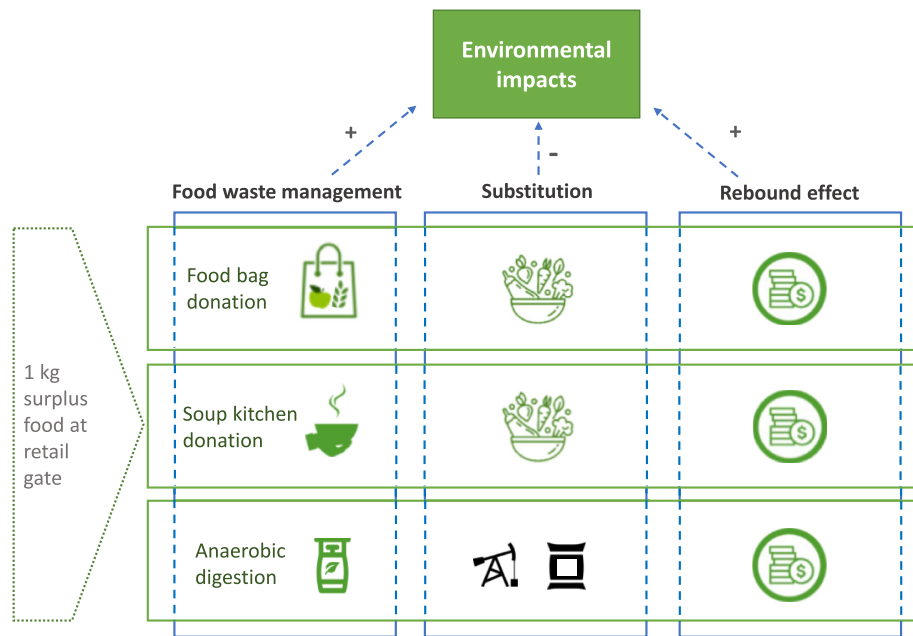 Environmental
impacts
+
-
+
Food waste management
Substitution
Rebound effect
1 kg
surplus
food at
retail
gate
Food bag
donation
$
Soup kitchen
donation
$
Anaerobic
digestion
$